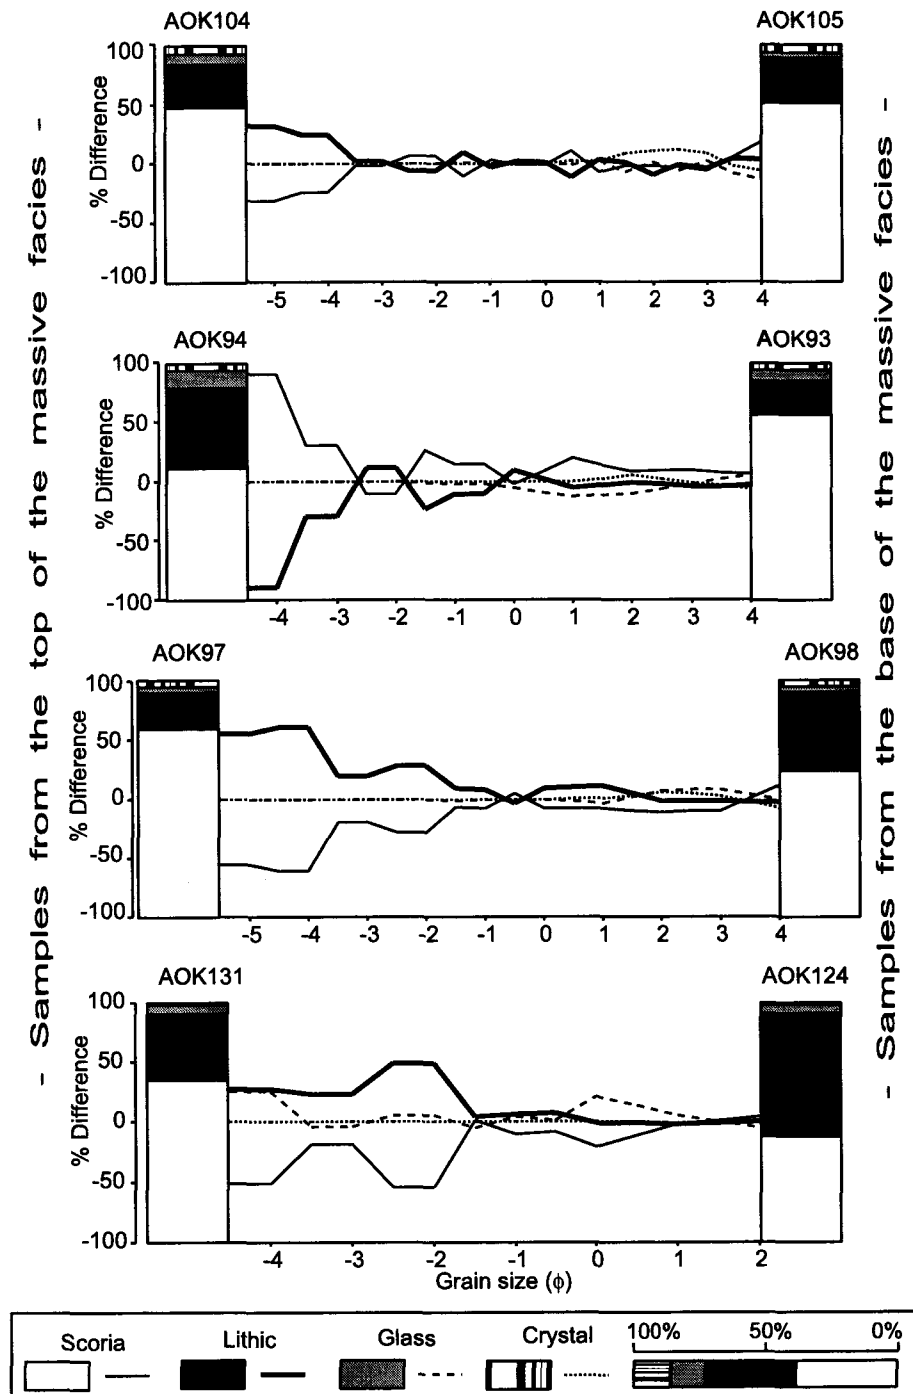 - Samples from the top of the massive facies -
- Samples from the base of the massive facies -
AOK104
AOK105
% Difference
100
50
0
-50
-100
-5 -4 -3 -2 -1 0 1 2 3 4
AOK94
AOK93
% Difference
100
50
0
-50
-100
-4 -3 -2 -1 0 1 2 3 4
AOK97
AOK98
% Difference
100
50
0
-50
-100
-5 -4 -3 -2 -1 0 1 2 3 4
AOK131
AOK124
% Difference
100
50
0
-50
-100
-4 -3 -2 -1 0 1 2
Grain size (ϕ)
Scoria Lithic Glass Crystal 100% 50% 0%